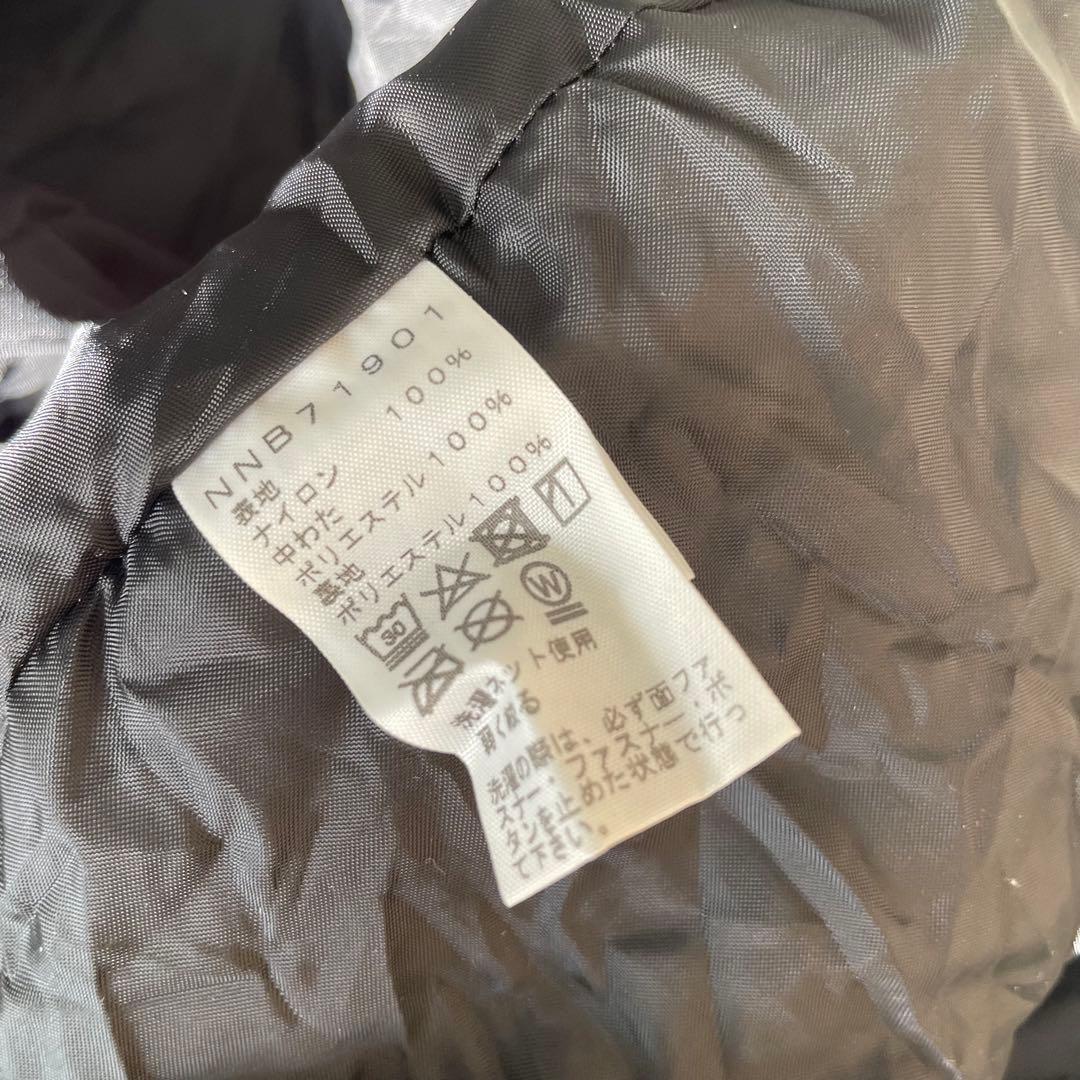 NNB71901
表地
ナイロン 100%
中わた
ポリエステル100%
裏地
ポリエステル100%
30
W
洗濯ネット使用
弱く絞る
洗濯の際は、必ず面ファ
スナー、ファスナー、ボ
タンを止めた状態で行っ
て下さい。